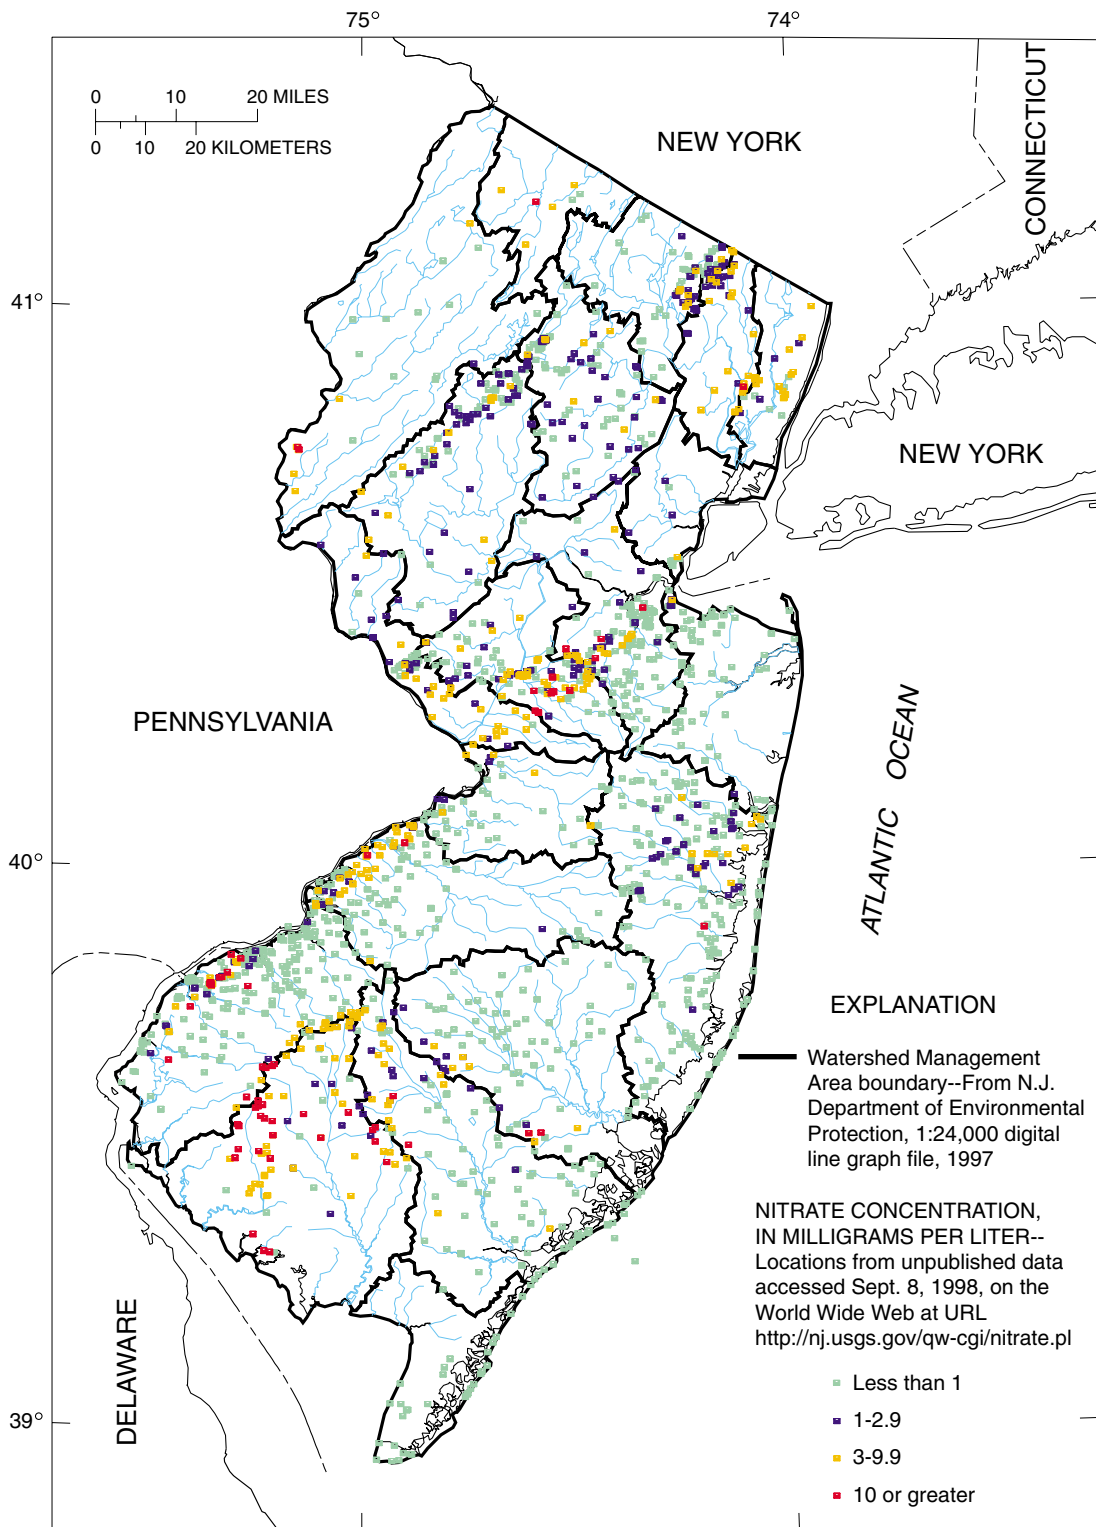 75°
74°
0 10 20 MILES
0 10 20 KILOMETERS
NEW YORK
CONNECTICUT
41°
NEW YORK
PENNSYLVANIA
ATLANTIC OCEAN
40°
EXPLANATION
Watershed Management
Area boundary--From N.J.
Department of Environmental
Protection, 1:24,000 digital
line graph file, 1997
NITRATE CONCENTRATION,
IN MILLIGRAMS PER LITER--
Locations from unpublished data
accessed Sept. 8, 1998, on the
World Wide Web at URL
http://nj.usgs.gov/qw-cgi/nitrate.pl
DELAWARE
Less than 1
39°
1-2.9
3-9.9
10 or greater